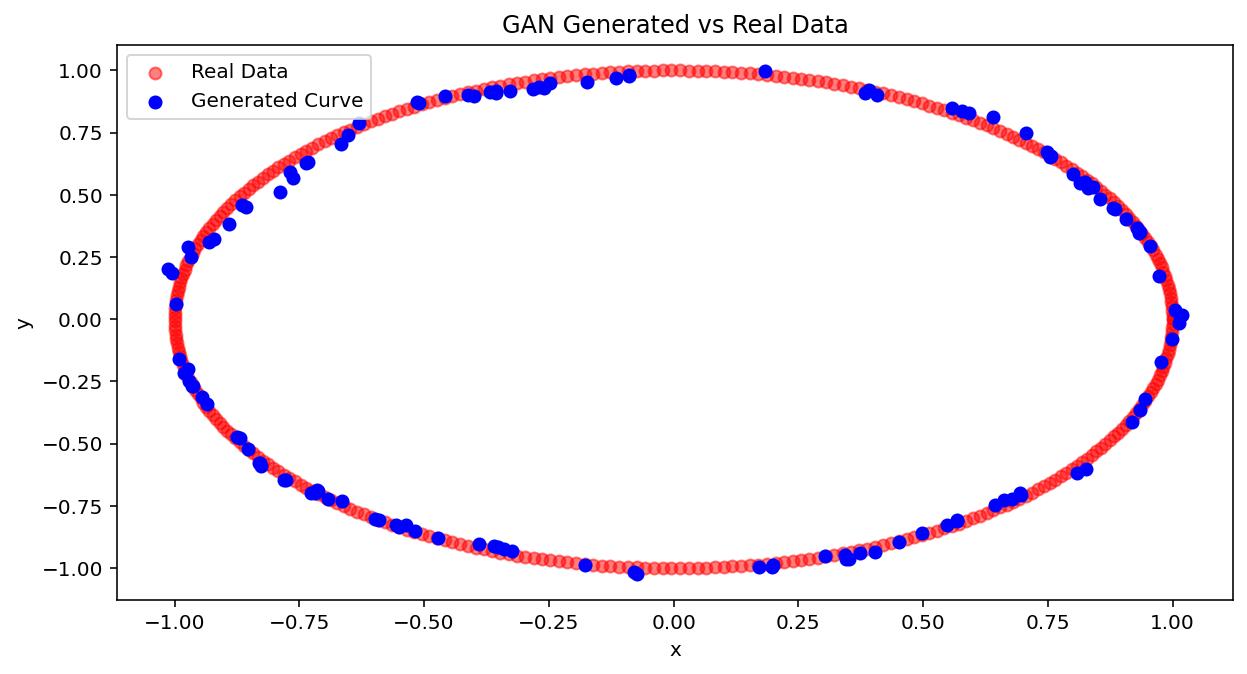 GAN Generated vs Real Data
Real Data
Generated Curve
1.00
0.75
0.50
0.25
0.00
−0.25
−0.50
−0.75
−1.00
y
−1.00 −0.75 −0.50 −0.25 0.00 0.25 0.50 0.75 1.00
x